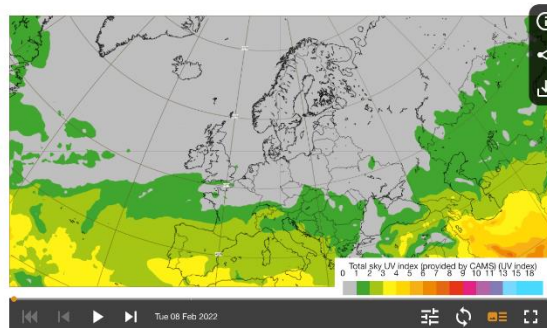 Total sky UV index (provided by CAMS) (UV index)
0 1 2 3 4 5 6 7 8 9 10 11 13 15 18
Tue 08 Feb 2022